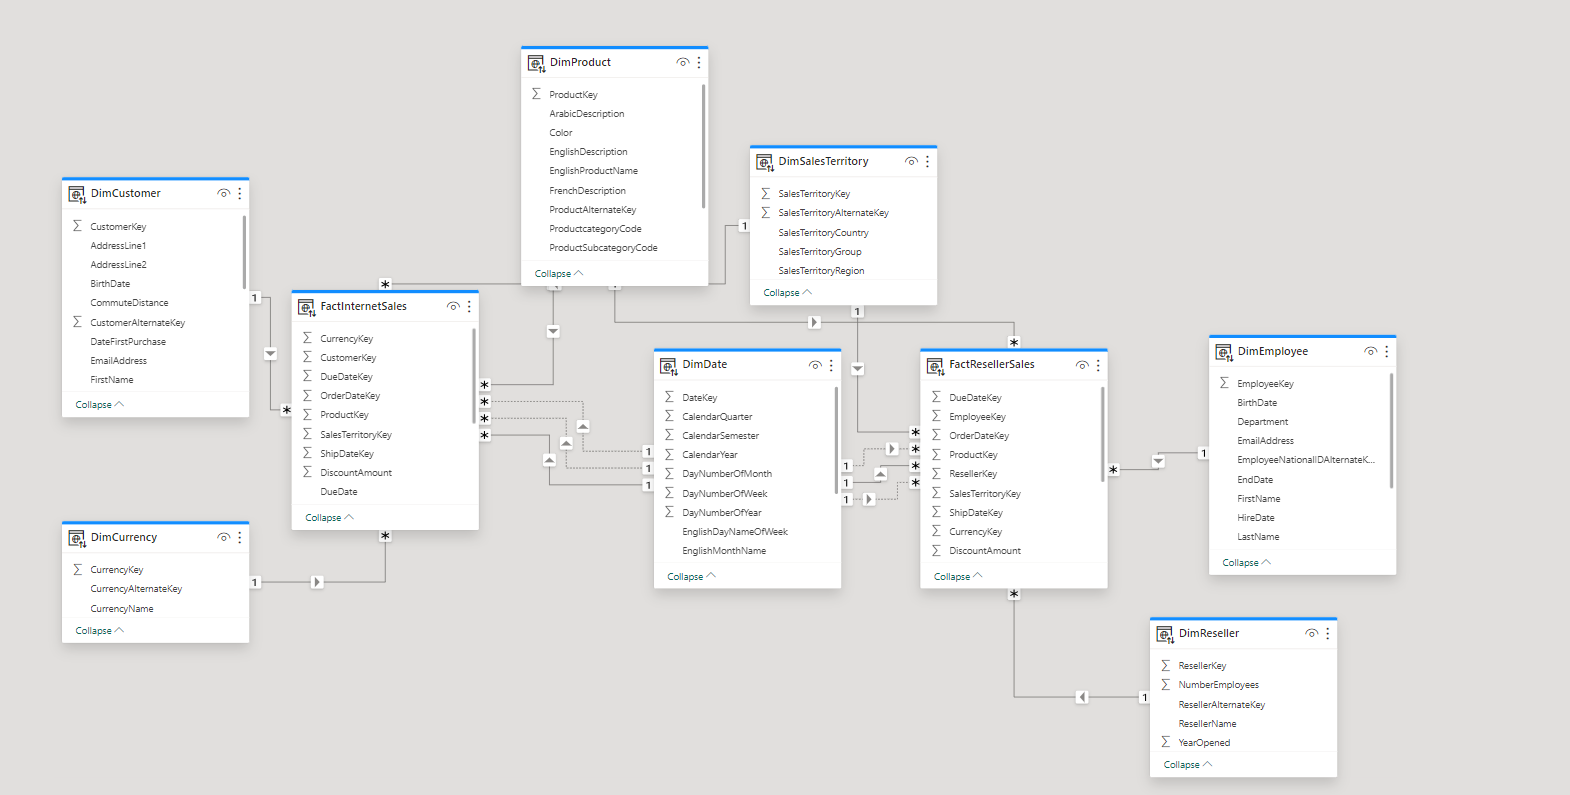 DimProduct
ProductKey
ArabicDescription
Color
EnglishDescription
EnglishProductName
FrenchDescription
ProductAlternateKey
ProductcategoryCode
ProductSubcategoryCode
Collapse
DimSalesTerritory
SalesTerritoryKey
SalesTerritoryAlternateKey
SalesTerritoryCountry
SalesTerritoryGroup
SalesTerritoryRegion
Collapse
DimCustomer
CustomerKey
AddressLine1
AddressLine2
BirthDate
CommuteDistance
CustomerAlternateKey
DateFirstPurchase
EmailAddress
FirstName
Collapse
FactInternetSales
CurrencyKey
CustomerKey
DueDateKey
OrderDateKey
ProductKey
SalesTerritoryKey
ShipDateKey
DiscountAmount
DueDate
Collapse
DimDate
DateKey
CalendarQuarter
CalendarSemester
CalendarYear
DayNumberOfMonth
DayNumberOfWeek
DayNumberOfYear
EnglishDayNameOfWeek
EnglishMonthName
Collapse
FactResellerSales
DueDateKey
EmployeeKey
OrderDateKey
ProductKey
ResellerKey
SalesTerritoryKey
ShipDateKey
CurrencyKey
DiscountAmount
Collapse
DimEmployee
EmployeeKey
BirthDate
Department
EmailAddress
EmployeeNationalIDAlternateK...
EndDate
FirstName
HireDate
LastName
Collapse
DimCurrency
CurrencyKey
CurrencyAlternateKey
CurrencyName
Collapse
DimReseller
ResellerKey
NumberEmployees
ResellerAlternateKey
ResellerName
YearOpened
Collapse
1
*
1
*
1
*
*
*
*
*
1
1
1
1
*
1
1
1
*
*
*
*
*
1
*
1